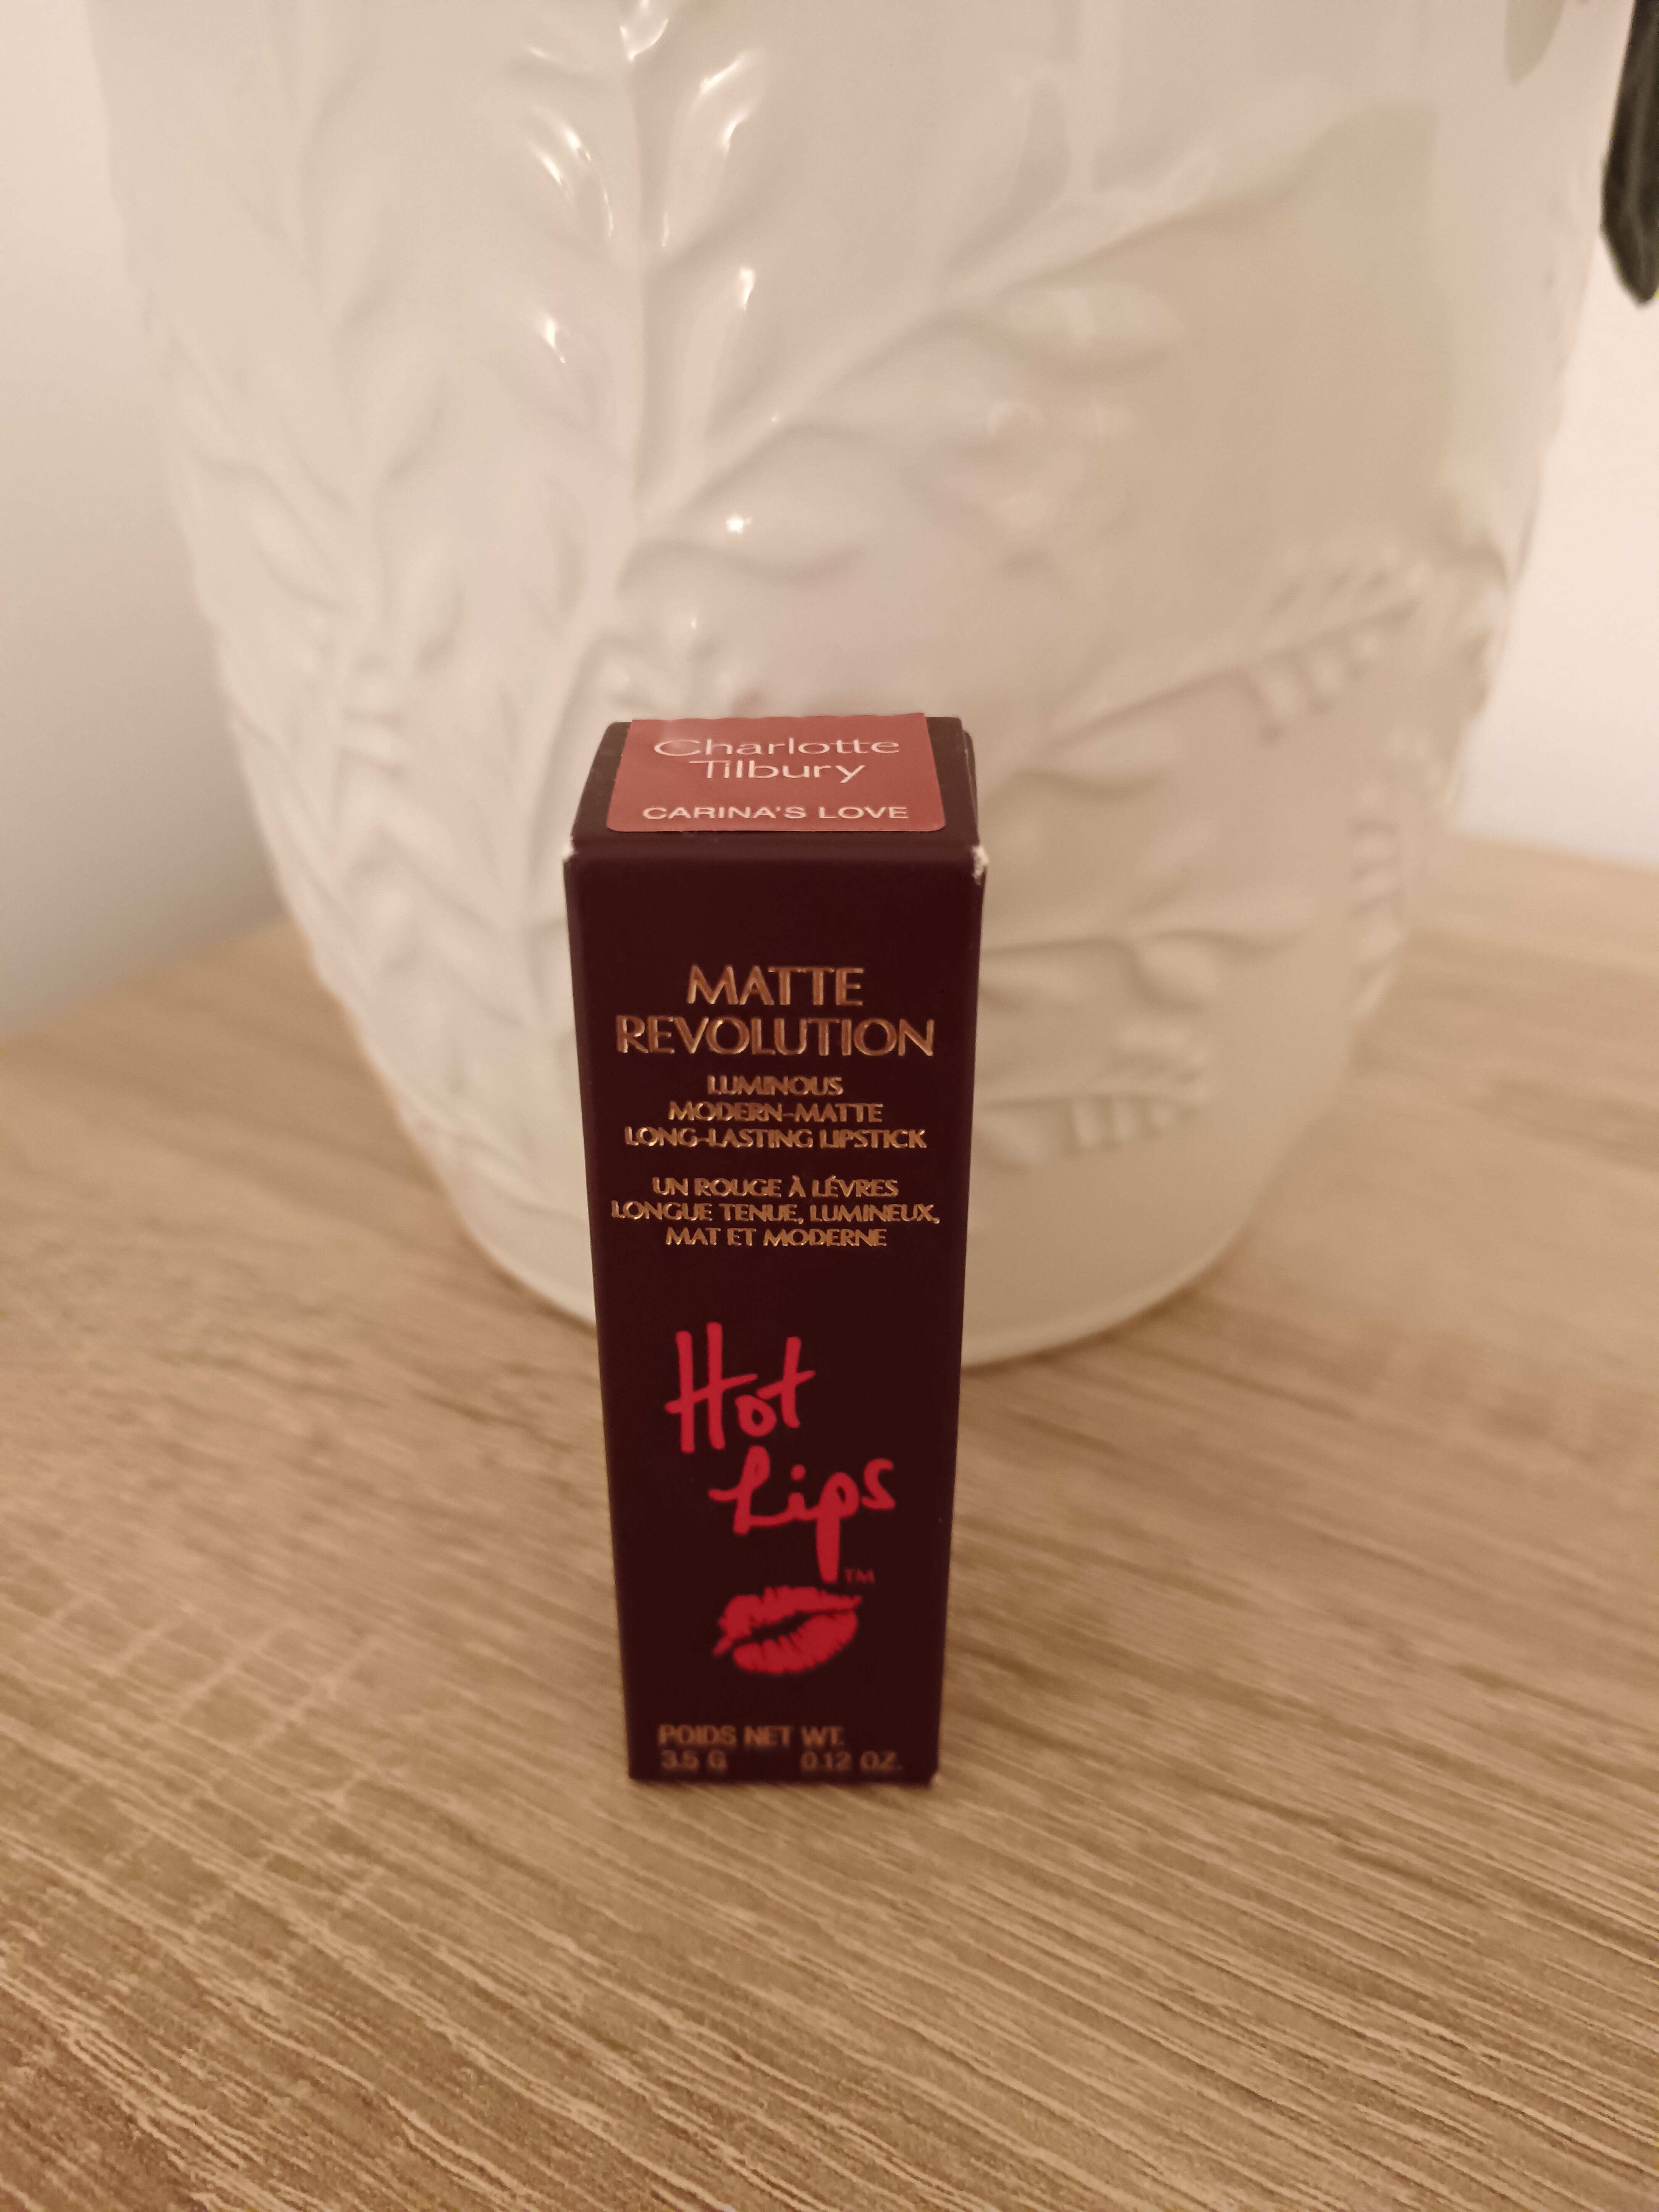 Charlotte
Tilbury
CARINA'S LOVE
MATTE
REVOLUTION
LUMINOUS
MODERN-MATTE
LONG-LASTING LIPSTICK
UN ROUGE À LÉVRES
LONGUE TENUE, LUMINEUX,
MAT ET MODERNE
Hot
Lips
TM
POIDS NET WT.
3.5 G 0.12 OZ.